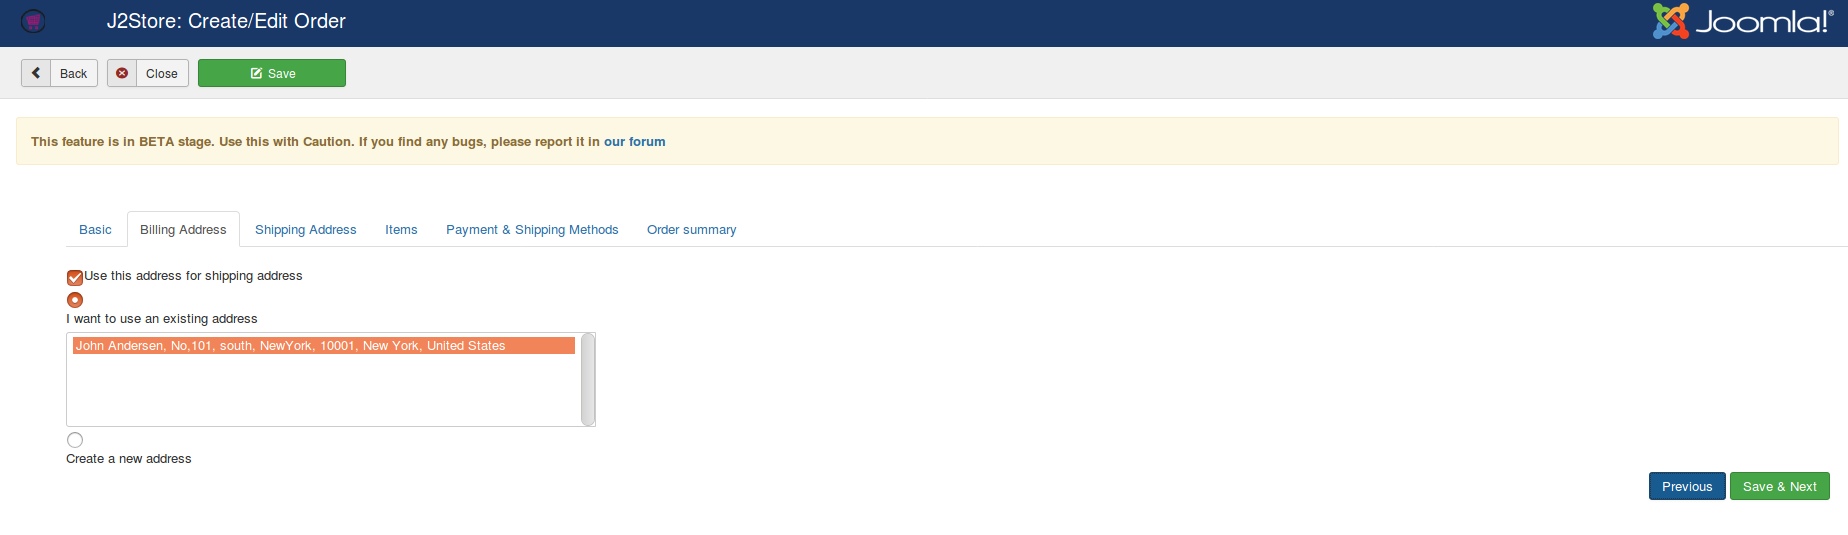 J2Store: Create/Edit Order
Joomla!®
Back
Close
Save
This feature is in BETA stage. Use this with Caution. If you find any bugs, please report it in our forum
Basic
Billing Address
Shipping Address
Items
Payment & Shipping Methods
Order summary
Use this address for shipping address
I want to use an existing address
John Andersen, No,101, south, NewYork, 10001, New York, United States
Create a new address
Previous
Save & Next